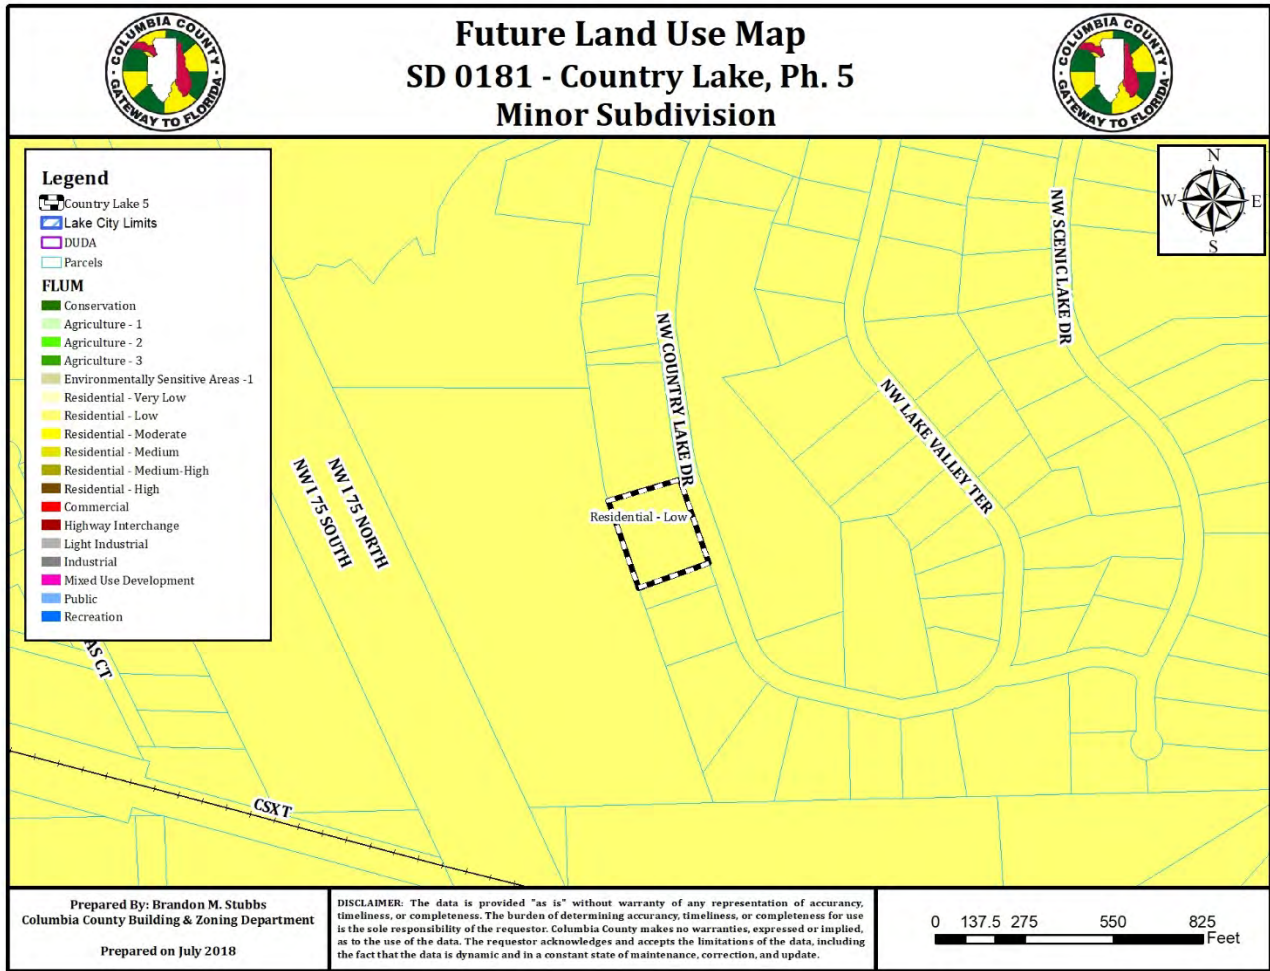 Future Land Use Map
SD 0181 - Country Lake, Ph. 5
Minor Subdivision
COLUMBIA COUNTY
GATEWAY TO FLORIDA
COLUMBIA COUNTY
GATEWAY TO FLORIDA
Legend
Country Lake 5
Lake City Limits
DUDA
Parcels
FLUM
Conservation
Agriculture - 1
Agriculture - 2
Agriculture - 3
Environmentally Sensitive Areas -1
Residential - Very Low
Residential - Low
Residential - Moderate
Residential - Medium
Residential - Medium-High
Residential - High
Commercial
Highway Interchange
Light Industrial
Industrial
Mixed Use Development
Public
Recreation
N
W
E
S
NW SCENIC LAKE DR
NW COUNTRY LAKE DR
NW LAKE VALLEY TER
NW I 75 SOUTH
NW I 75 NORTH
Residential - Low
AS CT
CSXT
Prepared By: Brandon M. Stubbs
Columbia County Building & Zoning Department
Prepared on July 2018
DISCLAIMER: The data is provided "as is" without warranty of any representation of accuracy,
timeliness, or completeness. The burden of determining accuracy, timeliness, or completeness for use
is the sole responsibility of the requestor. Columbia County makes no warranties, expressed or implied,
as to the use of the data. The requestor acknowledges and accepts the limitations of the data, including
the fact that the data is dynamic and in a constant state of maintenance, correction, and update.
0 137.5 275 550 825
Feet